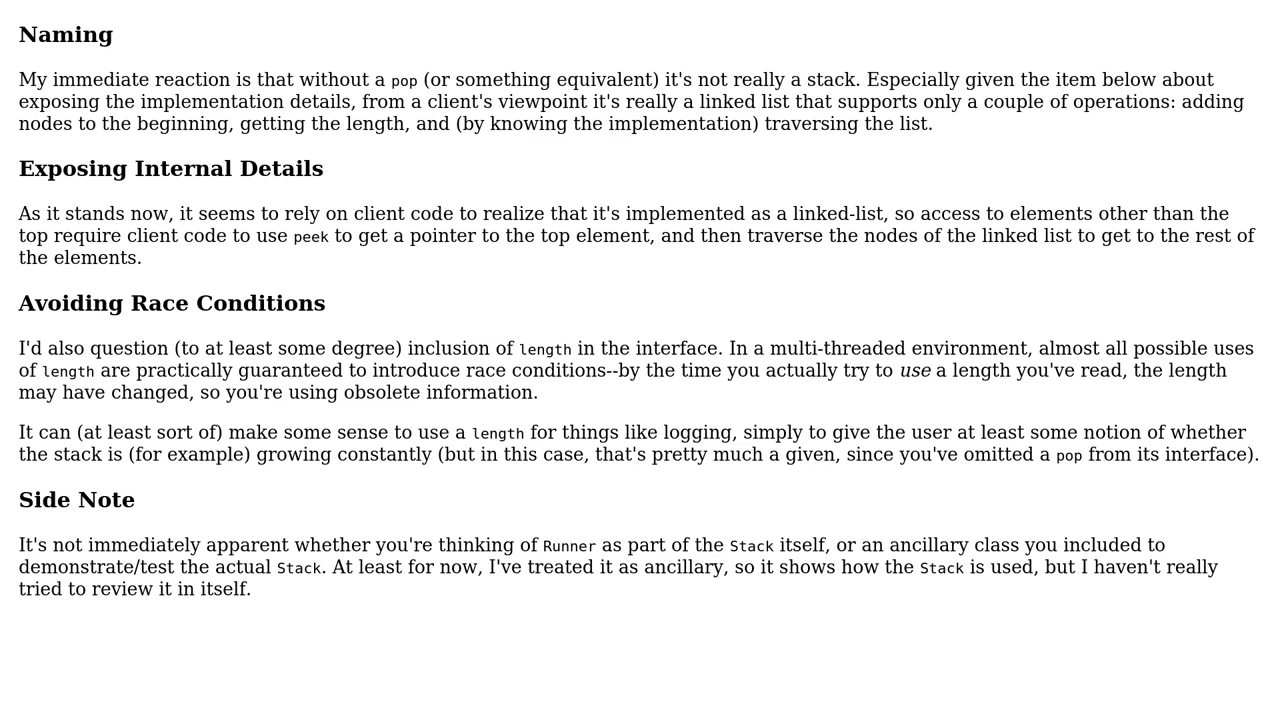 Naming
My immediate reaction is that without a pop (or something equivalent) it's not really a stack. Especially given the item below about
exposing the implementation details, from a client's viewpoint it's really a linked list that supports only a couple of operations: adding
nodes to the beginning, getting the length, and (by knowing the implementation) traversing the list.
Exposing Internal Details
As it stands now, it seems to rely on client code to realize that it's implemented as a linked-list, so access to elements other than the
top require client code to use peek to get a pointer to the top element, and then traverse the nodes of the linked list to get to the rest of
the elements.
Avoiding Race Conditions
I'd also question (to at least some degree) inclusion of length in the interface. In a multi-threaded environment, almost all possible uses
of length are practically guaranteed to introduce race conditions--by the time you actually try to use a length you've read, the length
may have changed, so you're using obsolete information.
It can (at least sort of) make some sense to use a length for things like logging, simply to give the user at least some notion of whether
the stack is (for example) growing constantly (but in this case, that's pretty much a given, since you've omitted a pop from its interface).
Side Note
It's not immediately apparent whether you're thinking of Runner as part of the Stack itself, or an ancillary class you included to
demonstrate/test the actual Stack. At least for now, I've treated it as ancillary, so it shows how the Stack is used, but I haven't really
tried to review it in itself.